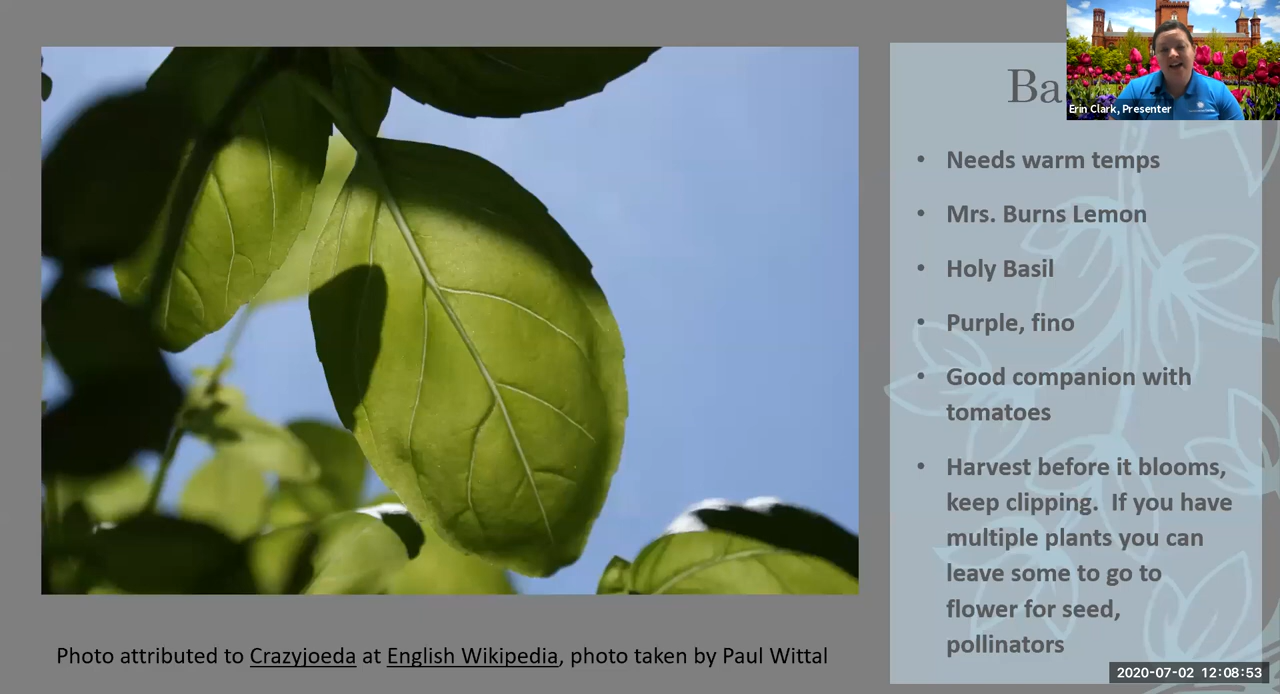 Ba
Erin Clark, Presenter
• Needs warm temps
• Mrs. Burns Lemon
• Holy Basil
• Purple, fino
• Good companion with
tomatoes
• Harvest before it blooms,
keep clipping.  If you have
multiple plants you can
leave some to go to
flower for seed,
pollinators
Photo attributed to Crazyjoeda at English Wikipedia, photo taken by Paul Wittal
2020-07-02 12:08:53